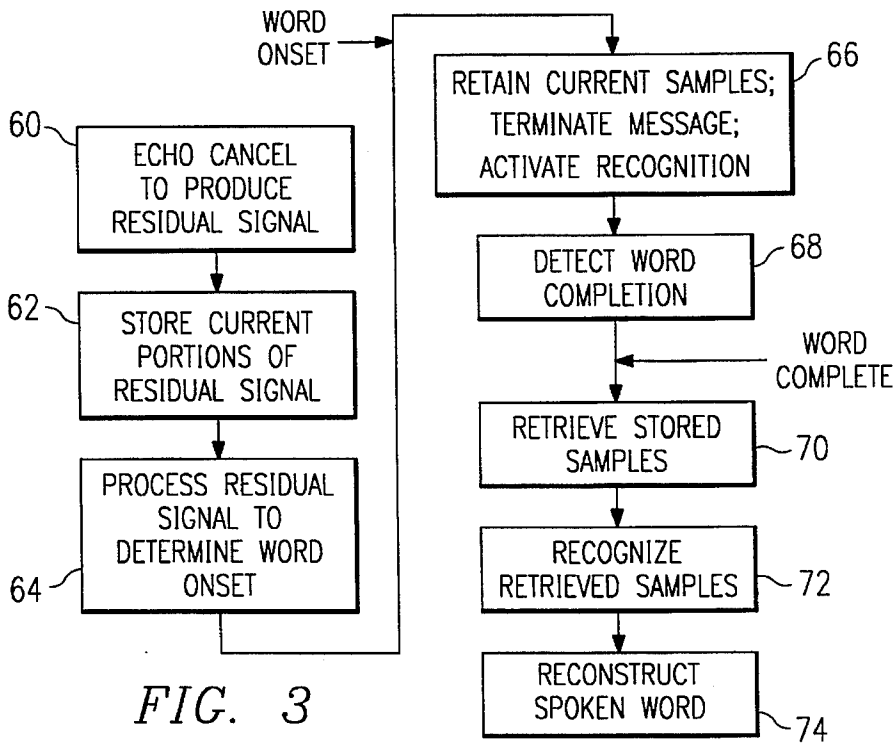 60
ECHO CANCEL
TO PRODUCE
RESIDUAL SIGNAL
62
STORE CURRENT
PORTIONS OF
RESIDUAL SIGNAL
PROCESS RESIDUAL
SIGNAL TO
DETERMINE WORD
ONSET
64
WORD
ONSET
66
RETAIN CURRENT SAMPLES;
TERMINATE MESSAGE;
ACTIVATE RECOGNITION
68
DETECT WORD
COMPLETION
WORD
COMPLETE
RETRIEVE STORED
SAMPLES
70
RECOGNIZE
RETRIEVED SAMPLES
72
RECONSTRUCT
SPOKEN WORD
74
FIG. 3